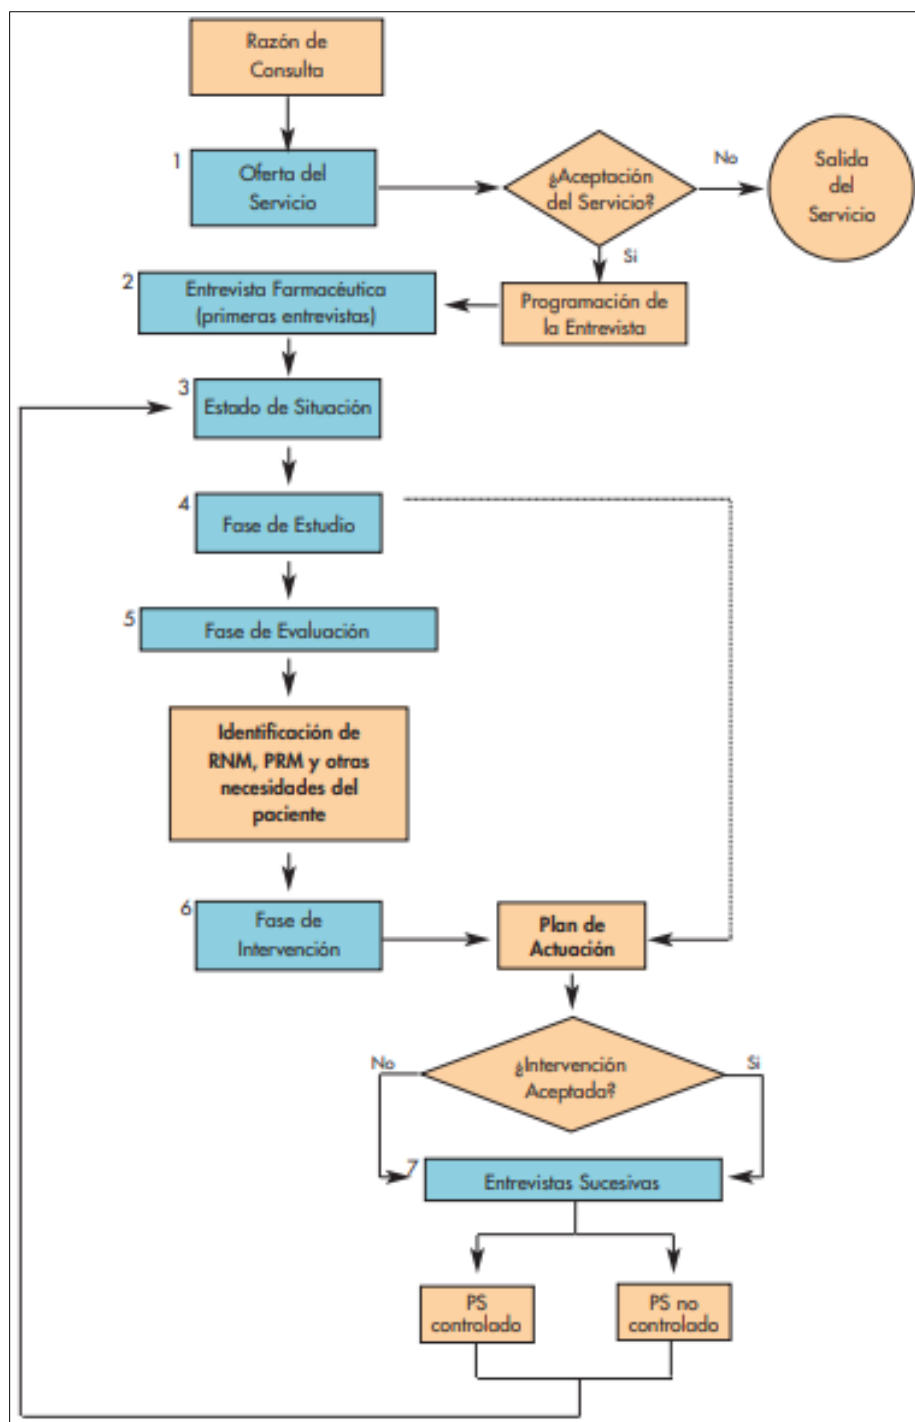 Razón de
Consulta
1
Oferta del
Servicio
¿Aceptación
del Servicio?
No
Salida
del
Servicio
Si
2
Entrevista Farmacéutica
(primeras entrevistas)
Programación de
la Entrevista
3
Estado de Situación
4
Fase de Estudio
5
Fase de Evaluación
Identificación de
RNM, PRM y otras
necesidades del
paciente
6
Fase de
Intervención
Plan de
Actuación
No
¿Intervención
Aceptada?
Si
7
Entrevistas Sucesivas
PS
controlado
PS no
controlado